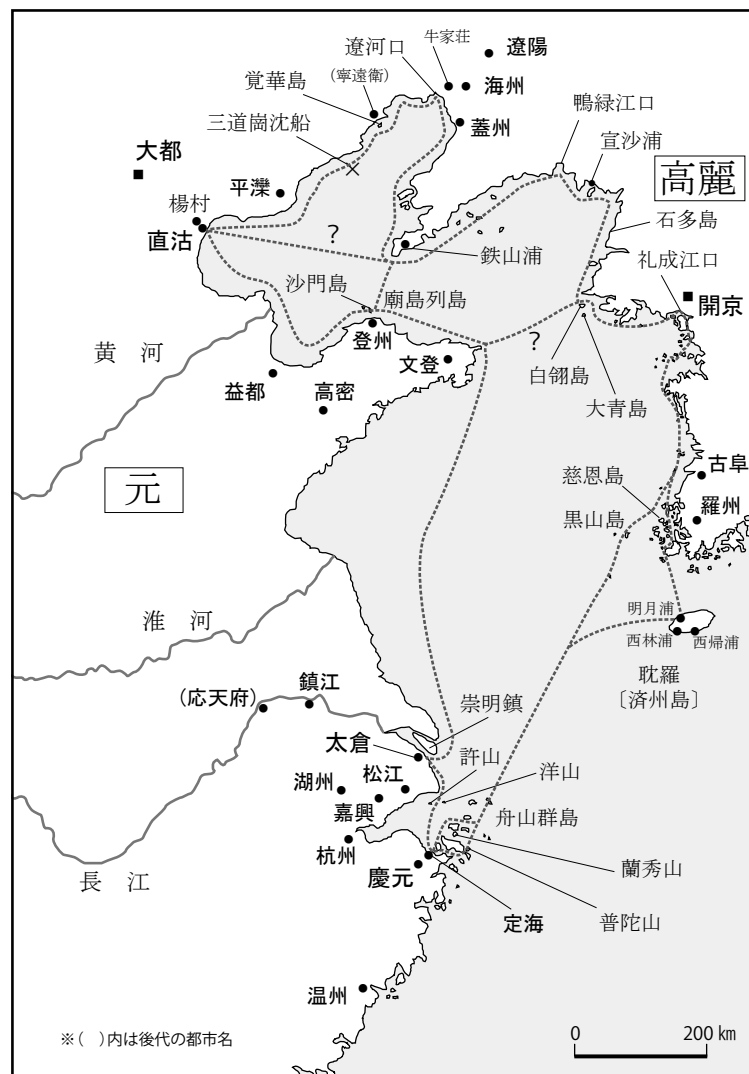 遼河口
牛家荘
遼陽
覚華島
(寧遠衛)
海州
鴨緑江口
三道崗沈船
蓋州
宣沙浦
大都
高麗
平灤
楊村
直沽
?
鉄山浦
石多島
礼成江口
沙門島
廟島列島
開京
登州
?
黄 河
文登
白翎島
益都
高密
大青島
元
古阜
慈恩島
羅州
黒山島
明月浦
淮 河
西林浦
西帰浦
耽羅
〔済州島〕
(応天府)
鎮江
崇明鎮
太倉
許山
洋山
湖州
松江
嘉興
舟山群島
杭州
蘭秀山
長 江
慶元
定海
普陀山
温州
※( )内は後代の都市名
0
200 km